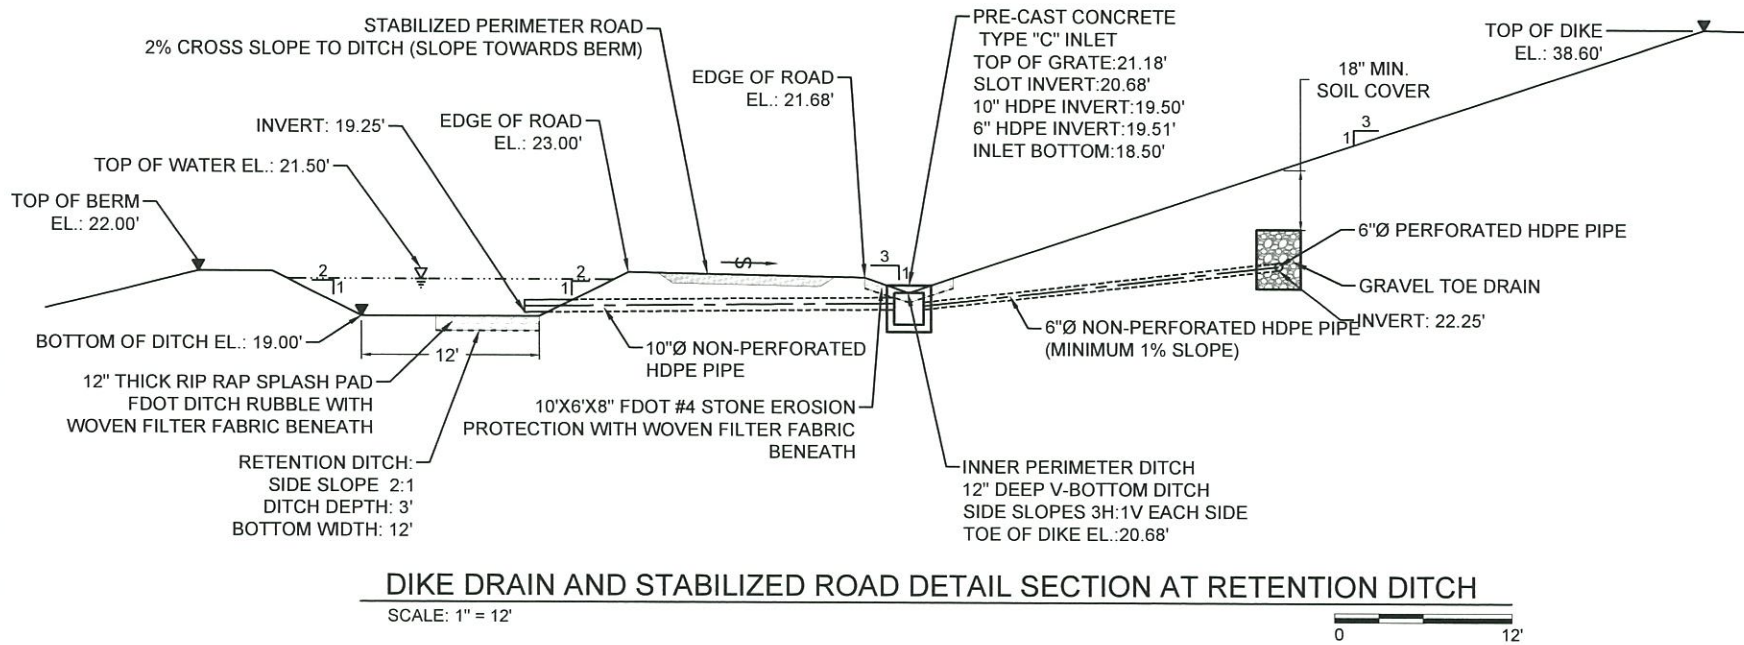 STABILIZED PERIMETER ROAD
2% CROSS SLOPE TO DITCH (SLOPE TOWARDS BERM)
PRE-CAST CONCRETE
TYPE "C" INLET
TOP OF GRATE:21.18'
SLOT INVERT:20.68'
10" HDPE INVERT:19.50'
6" HDPE INVERT:19.51'
INLET BOTTOM:18.50'
TOP OF DIKE
EL.: 38.60'
EDGE OF ROAD
EL.: 21.68'
18" MIN.
SOIL COVER
INVERT: 19.25'
EDGE OF ROAD
EL.: 23.00'
3
1
TOP OF WATER EL.: 21.50'
TOP OF BERM
EL.: 22.00'
6"Ø PERFORATED HDPE PIPE
2
1
2
1
S
3
1
GRAVEL TOE DRAIN
INVERT: 22.25'
BOTTOM OF DITCH EL.: 19.00'
12'
10"Ø NON-PERFORATED
HDPE PIPE
6"Ø NON-PERFORATED HDPE PIPE
(MINIMUM 1% SLOPE)
12" THICK RIP RAP SPLASH PAD
FDOT DITCH RUBBLE WITH
WOVEN FILTER FABRIC BENEATH
10'X6'X8" FDOT #4 STONE EROSION
PROTECTION WITH WOVEN FILTER FABRIC
BENEATH
RETENTION DITCH:
SIDE SLOPE 2:1
DITCH DEPTH: 3'
BOTTOM WIDTH: 12'
INNER PERIMETER DITCH
12" DEEP V-BOTTOM DITCH
SIDE SLOPES 3H:1V EACH SIDE
TOE OF DIKE EL.:20.68'
DIKE DRAIN AND STABILIZED ROAD DETAIL SECTION AT RETENTION DITCH
SCALE: 1" = 12'
0 12'